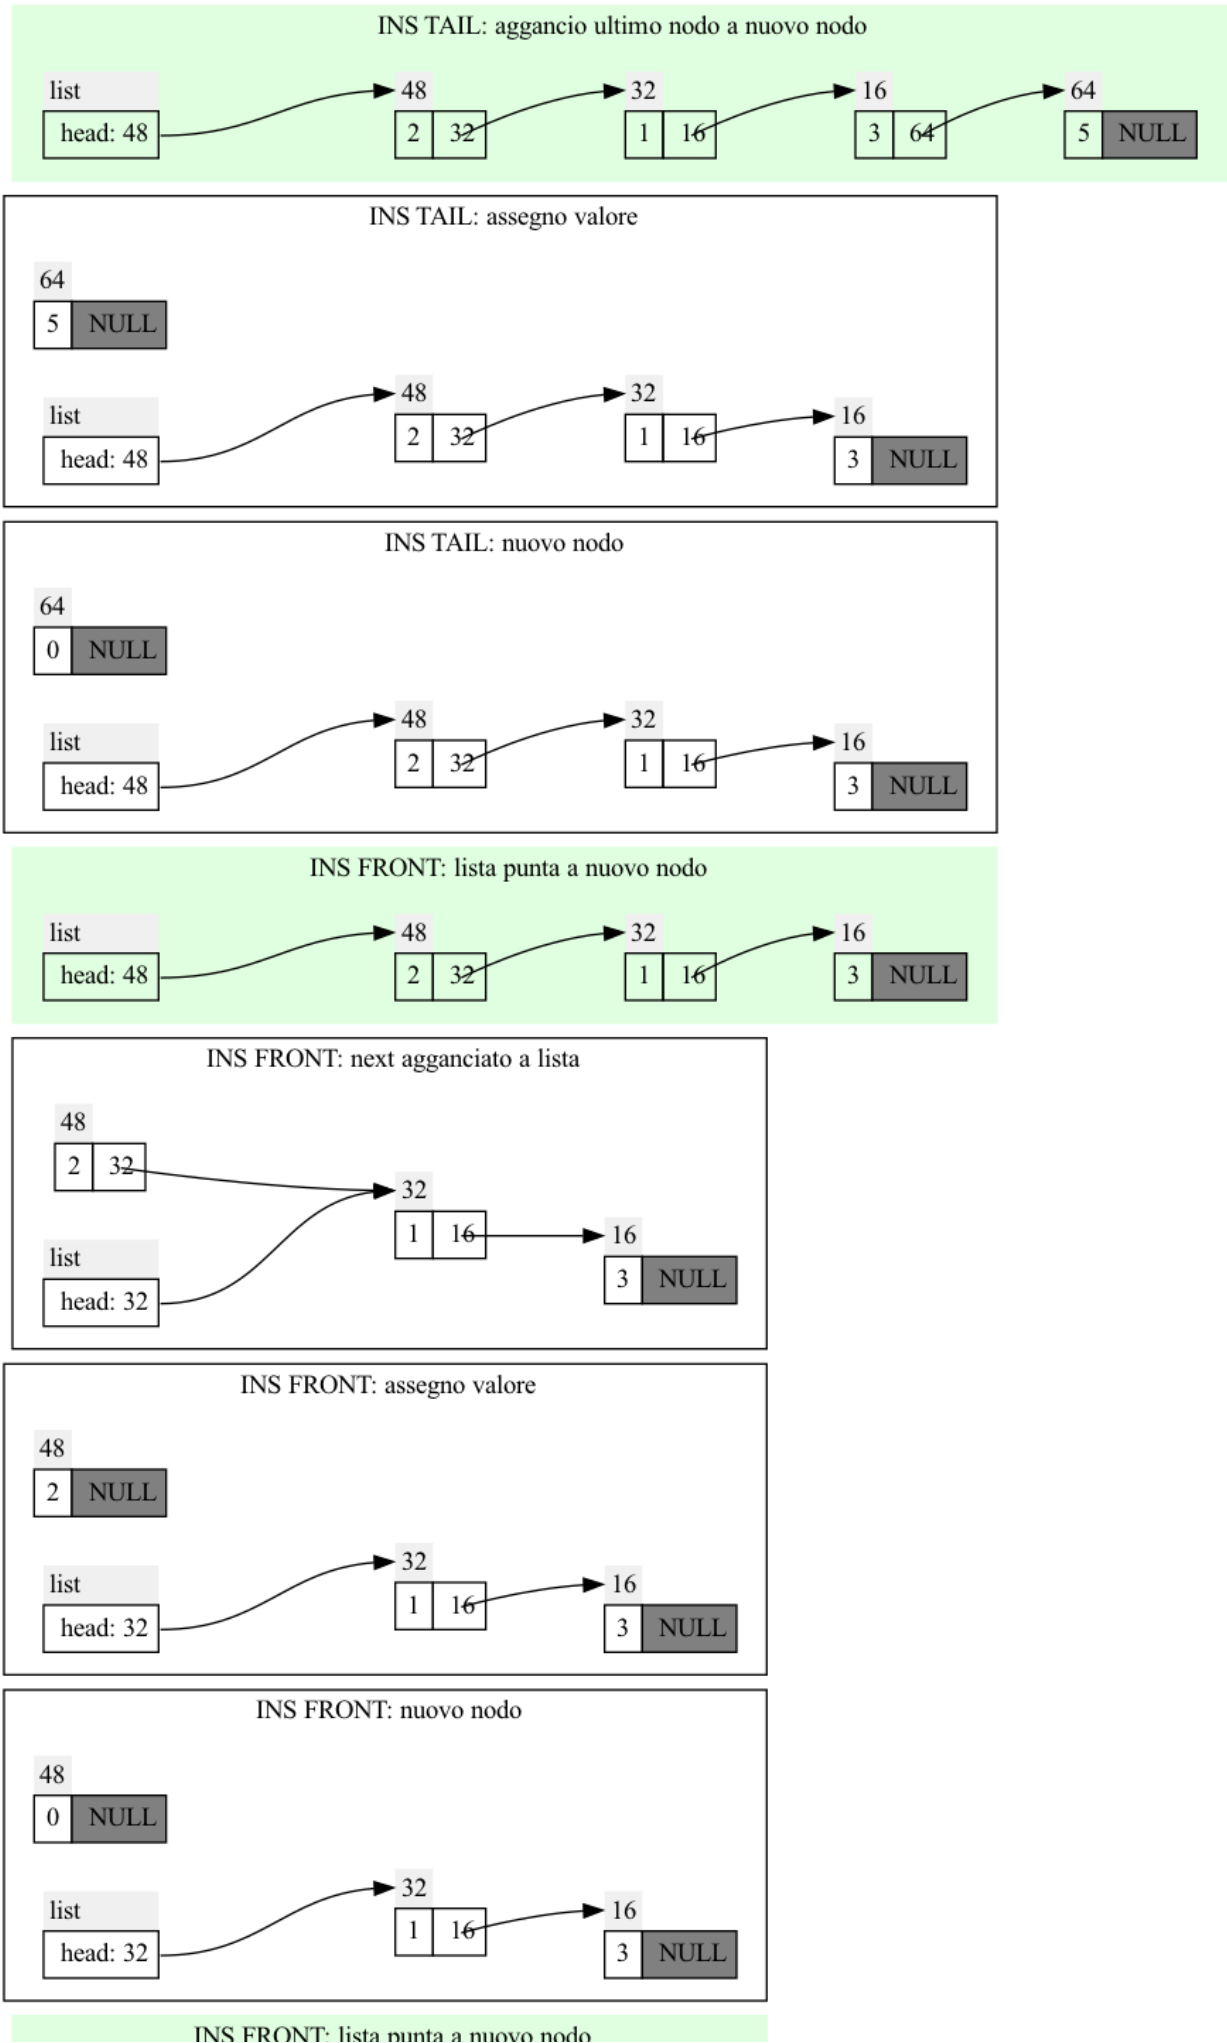 INS TAIL: aggancio ultimo nodo a nuovo nodo
list 48 32 16 64
head: 48 2 32 1 16 3 64 5 NULL
INS TAIL: assegno valore
64
5 NULL
48 32
list 16
2 32 1 16
head: 48 3 NULL
INS TAIL: nuovo nodo
64
0 NULL
48 32
list 16
2 32 1 16
head: 48 3 NULL
INS FRONT: lista punta a nuovo nodo
list 48 32 16
head: 48 2 32 1 16 3 NULL
INS FRONT: next agganciato a lista
48
2 32
32
1 16 16
list
3 NULL
head: 32
INS FRONT: assegno valore
48
2 NULL
32
list 16
1 16
head: 32 3 NULL
INS FRONT: nuovo nodo
48
0 NULL
32
list 16
1 16
head: 32 3 NULL
INS FRONT: lista punta a nuovo nodo